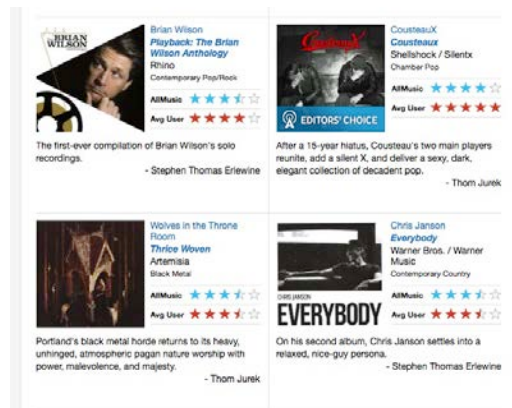 BRIAN
WILSON
Brian Wilson
Playback: The Brian
Wilson Anthology
Rhino
Contemporary Pop/Rock
AllMusic
Avg User
The first-ever compilation of Brian Wilson's solo
recordings.
- Stephen Thomas Erlewine
CousteauX
EDITORS' CHOICE
CousteauX
Cousteaux
Shellshock / Silentx
Chamber Pop
AllMusic
Avg User
After a 15-year hiatus, Cousteau's two main players
reunite, add a silent X, and deliver a sexy, dark,
elegant collection of decadent pop.
- Thom Jurek
Wolves in the Throne
Room
Thrice Woven
Artemisia
Black Metal
AllMusic
Avg User
Portland's black metal horde returns to its heavy,
unhinged, atmospheric pagan nature worship with
power, malevolence, and majesty.
- Thom Jurek
CHRIS JANSON
EVERYBODY
Chris Janson
Everybody
Warner Bros. / Warner
Music
Contemporary Country
AllMusic
Avg User
On his second album, Chris Janson settles into a
relaxed, nice-guy persona.
- Stephen Thomas Erlewine